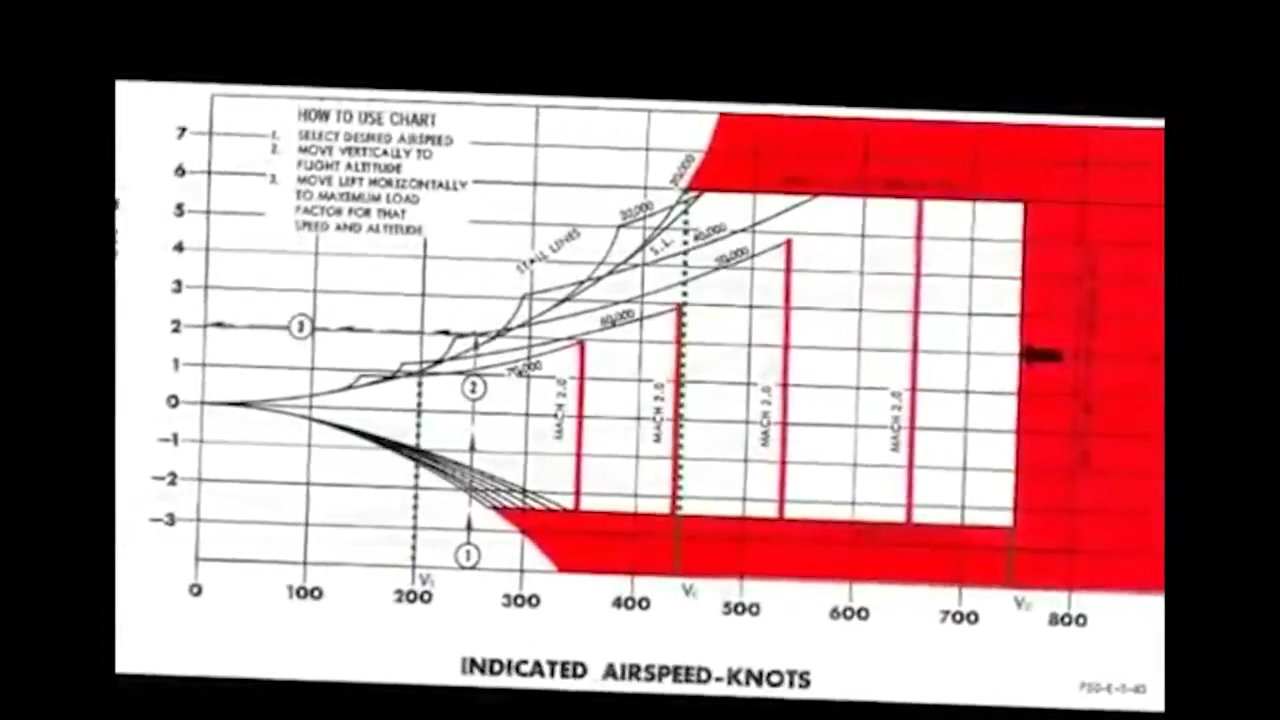 HOW TO USE CHART
1. SELECT DESIRED AIRSPEED
2. MOVE VERTICALLY TO
FLIGHT ALTITUDE
3. MOVE LEFT HORIZONTALLY
TO MAXIMUM LOAD
FACTOR FOR THAT
SPEED AND ALTITUDE
7
6
5
4
3
2
1
0
−1
−2
−3
STALL LINES
20,000
S.L.
40,000
60,000
70,000
3
2
1
MACH 2.0
MACH 2.0
MACH 2.0
MACH 2.0
0 100 200 300 400 500 600 700 800
INDICATED AIRSPEED-KNOTS